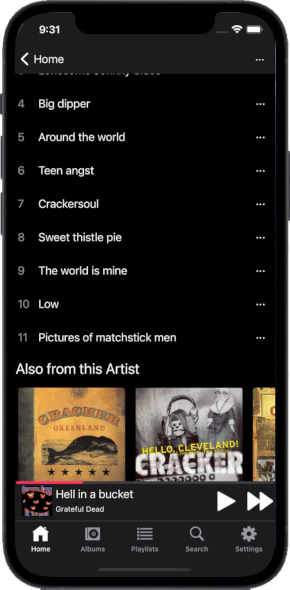 9:31
Home
4 Big dipper
5 Around the world
6 Teen angst
7 Crackersoul
8 Sweet thistle pie
9 The world is mine
10 Low
11 Pictures of matchstick men
Also from this Artist
CRACKER
GREENLAND
HELLO, CLEVELAND!
CRACKER
Hell in a bucket
Grateful Dead
Home Albums Playlists Search Settings